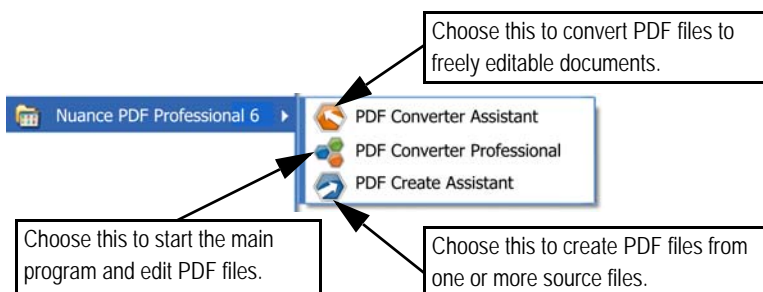 Choose this to convert PDF files to
freely editable documents.
Nuance PDF Professional 6
PDF Converter Assistant
PDF Converter Professional
PDF Create Assistant
Choose this to start the main
program and edit PDF files.
Choose this to create PDF files from
one or more source files.